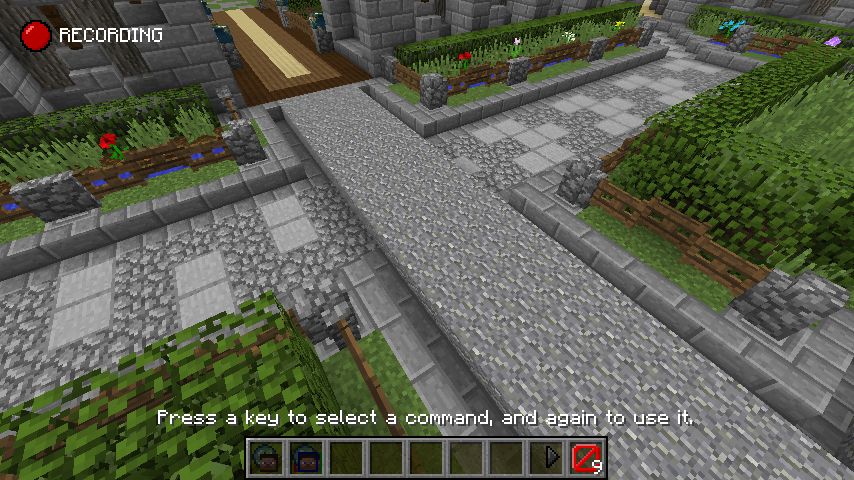 RECORDING
Press a key to select a command, and again to use it.
9